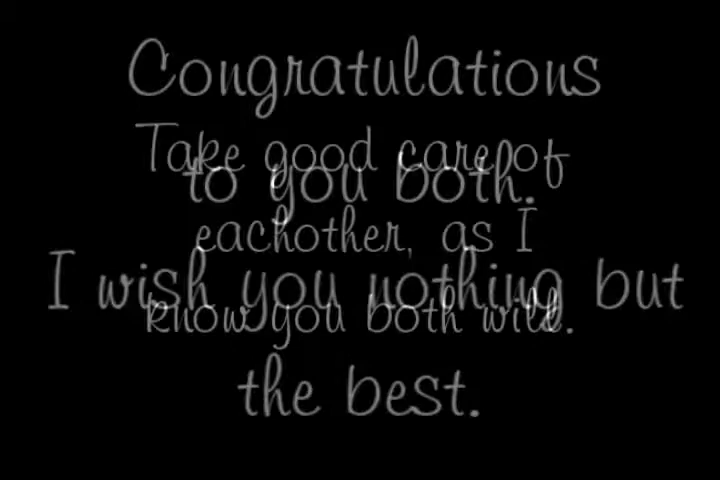 Congratulations
Take good care of
to you both.
eachother, as I
I wish you nothing but
know you both will.
the best.